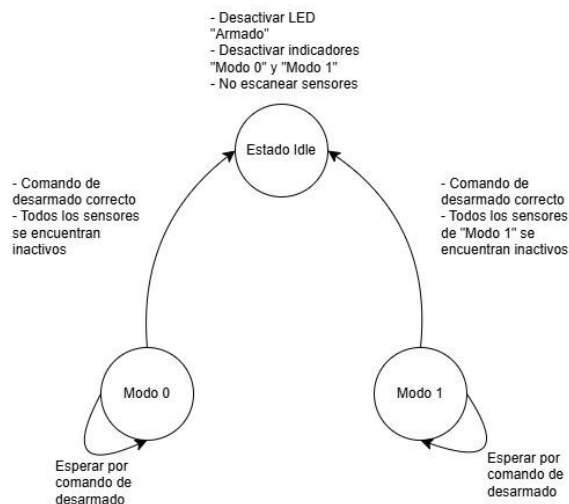 - Desactivar LED
"Armado"
- Desactivar indicadores
"Modo 0" y "Modo 1"
- No escanear sensores
Estado Idle
- Comando de
desarmado correcto
- Todos los sensores
se encuentran
inactivos
- Comando de
desarmado correcto
- Todos los sensores
de "Modo 1" se
encuentran inactivos
Modo 0
Modo 1
Esperar por
comando de
desarmado
Esperar por
comando de
desarmado